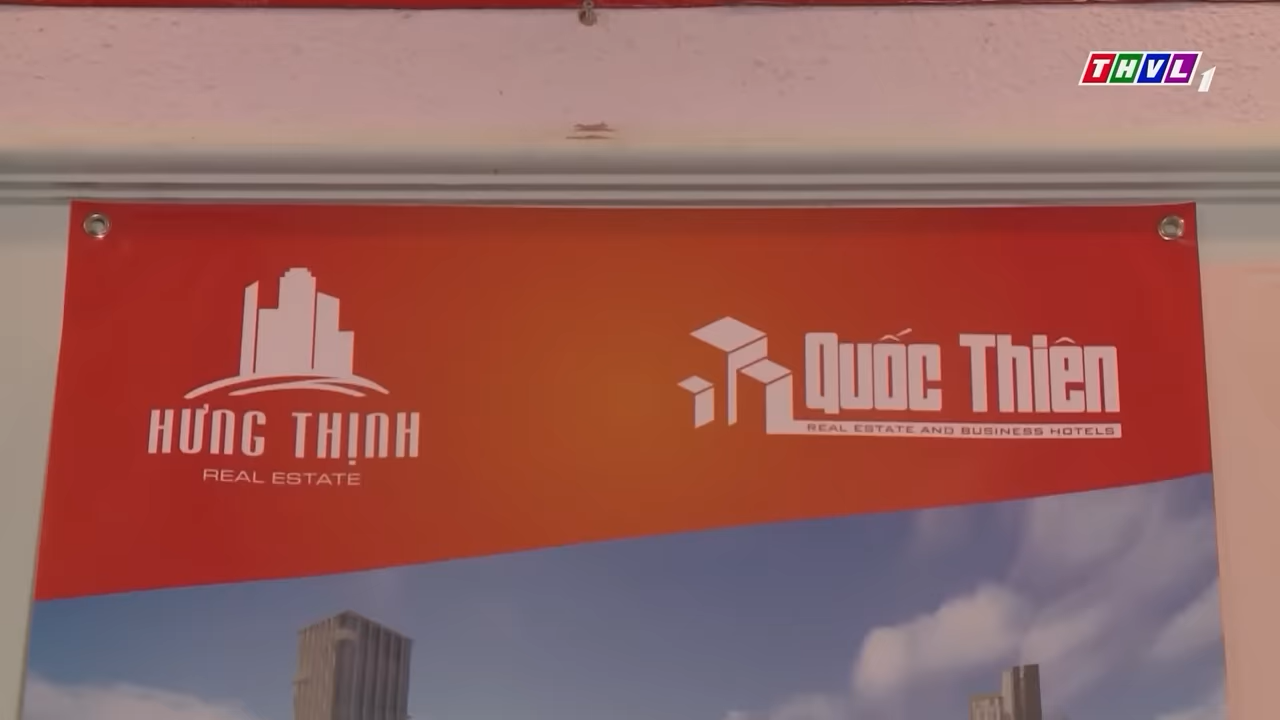 THVL1
HƯNG THỊNH
REAL ESTATE
Quốc Thiên
REAL ESTATE AND BUSINESS HOTELS